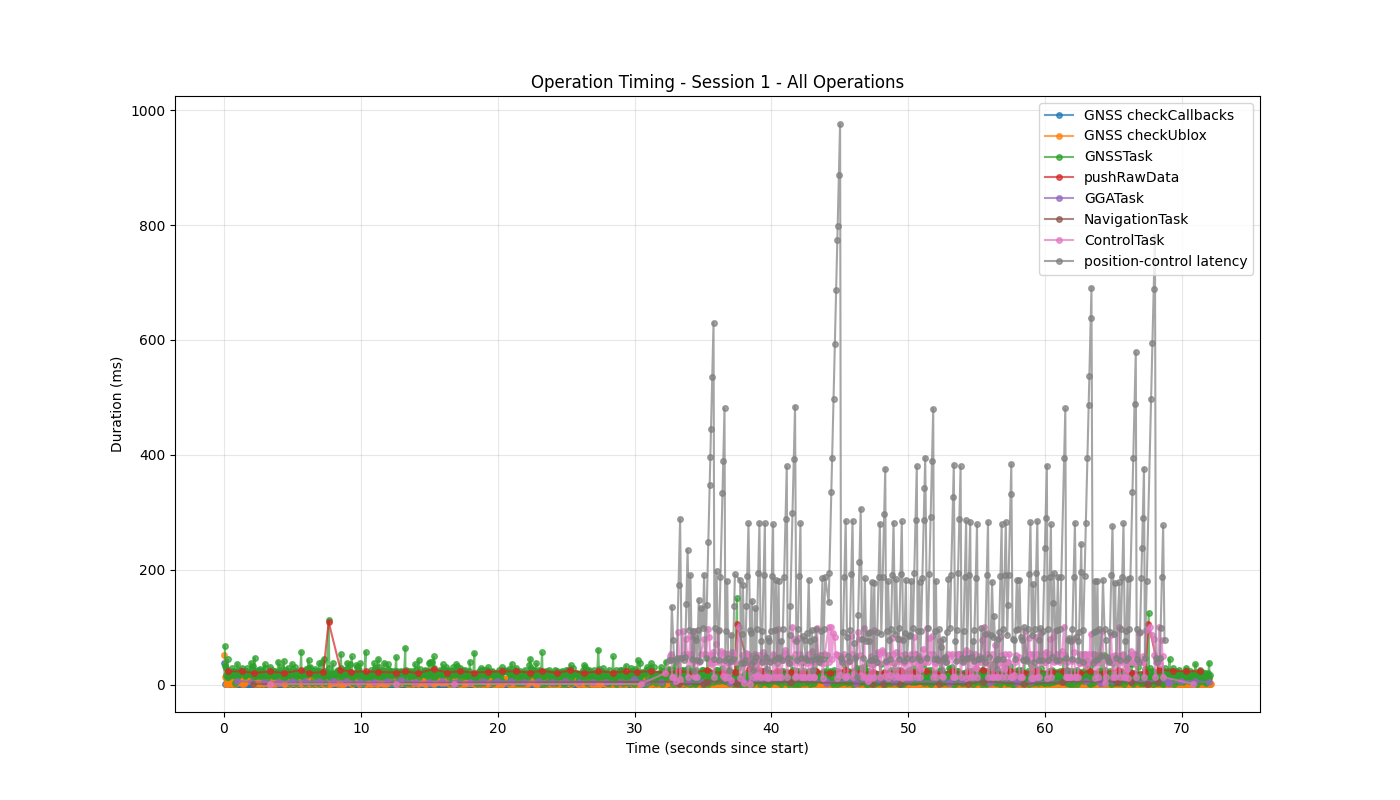 Operation Timing - Session 1 - All Operations
1000
800
600
400
200
0
Duration (ms)
GNSS checkCallbacks
GNSS checkUblox
GNSSTask
pushRawData
GGATask
NavigationTask
ControlTask
position-control latency
0 10 20 30 40 50 60 70
Time (seconds since start)